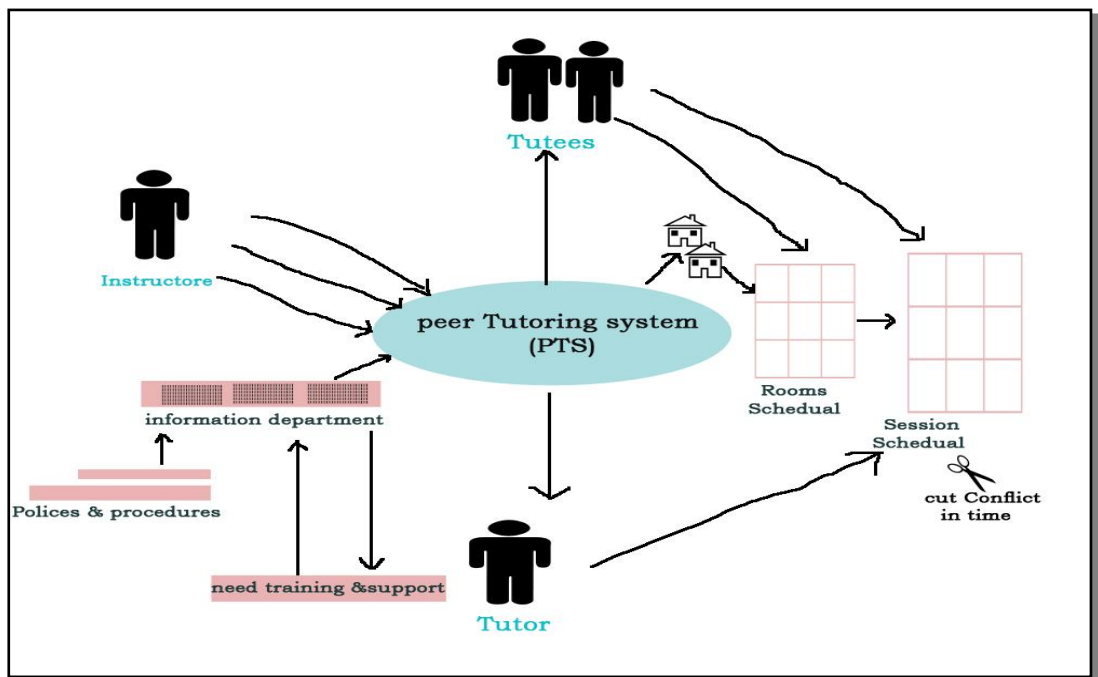 Tutees
Instructore
peer Tutoring system
(PTS)
Rooms
Schedual
information department
Session
Schedual
cut Conflict
in time
Polices & procedures
need training &support
Tutor